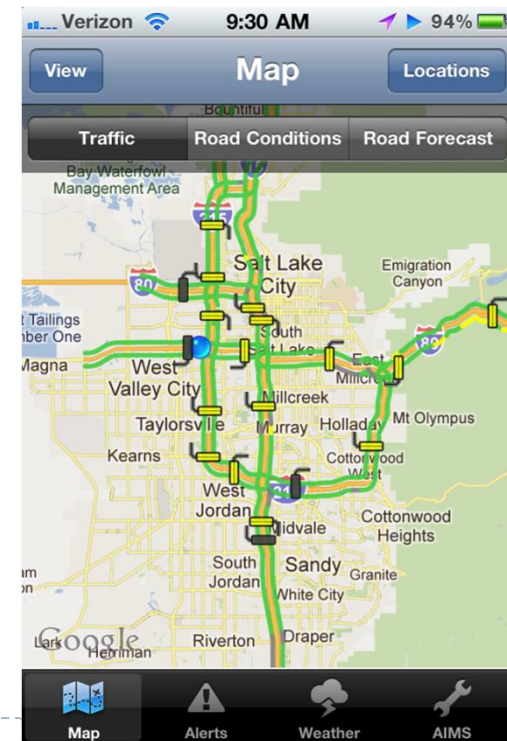 Verizon 9:30 AM 94%
View Map Locations
Bountiful
Traffic Road Conditions Road Forecast
Bay Waterfowl
Management Area
Salt Lake
City
Emigration
Canyon
80
t Tailings
ber One
South
Salt Lake
80
Magna
West
Valley City
East
Millcreek
Millcreek
Taylorsville
Murray
Holladay
Mt Olympus
Kearns
Cottonwood
West
West
Jordan
Midvale
Cottonwood
Heights
South
Jordan
Sandy
Granite
White City
Lark
Google
Herriman
Riverton
Draper
Map Alerts Weather AIMS